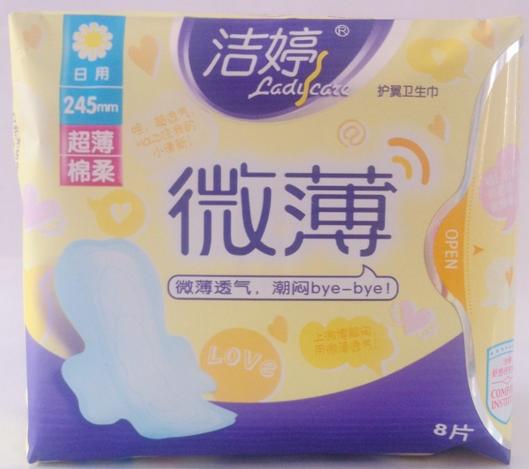 洁婷®
Ladycare
护翼卫生巾
日用
245mm
超薄
棉柔
微薄
微薄透气，潮闷bye-bye!
OPEN
LOVE
8片